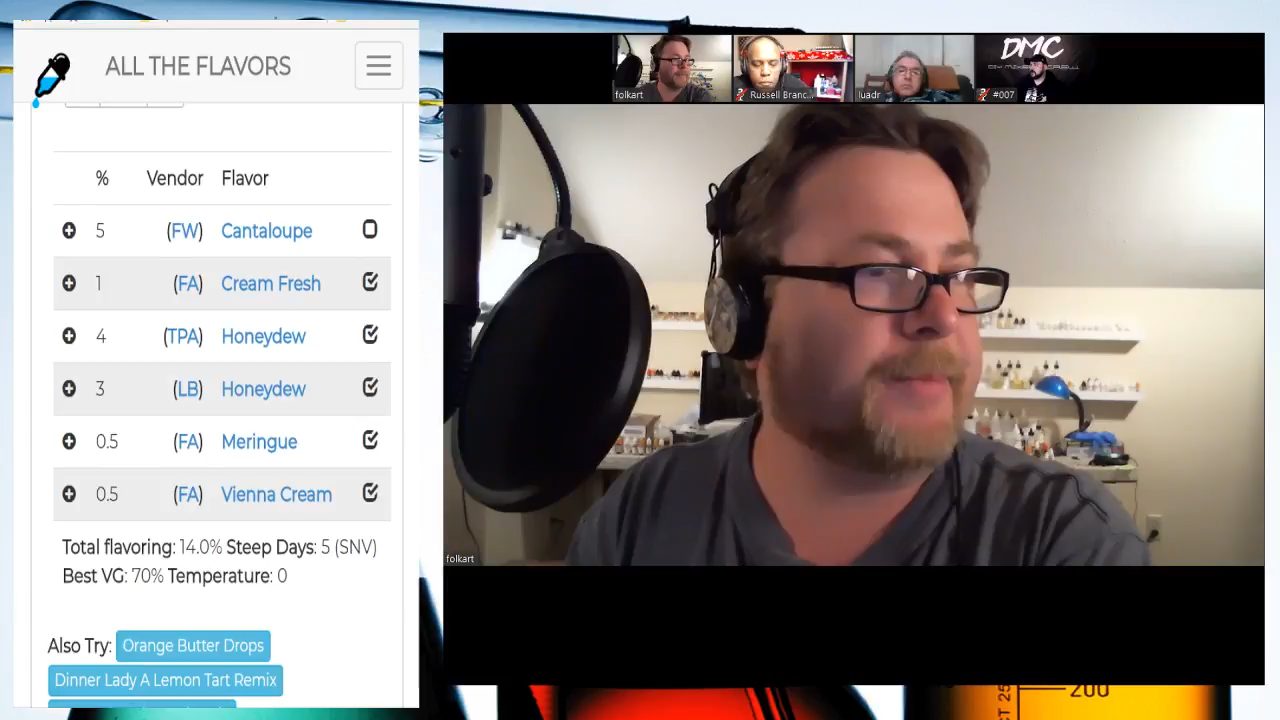 ALL THE FLAVORS
% Vendor Flavor
5 (FW) Cantaloupe
1 (FA) Cream Fresh
4 (TPA) Honeydew
3 (LB) Honeydew
0.5 (FA) Meringue
0.5 (FA) Vienna Cream
Total flavoring: 14.0% Steep Days: 5 (SNV)
Best VG: 70% Temperature: 0
Also Try: Orange Butter Drops
Dinner Lady A Lemon Tart Remix
folkart
Russell Branc...
luadr
DMC
#007
folkart
200
CT 25